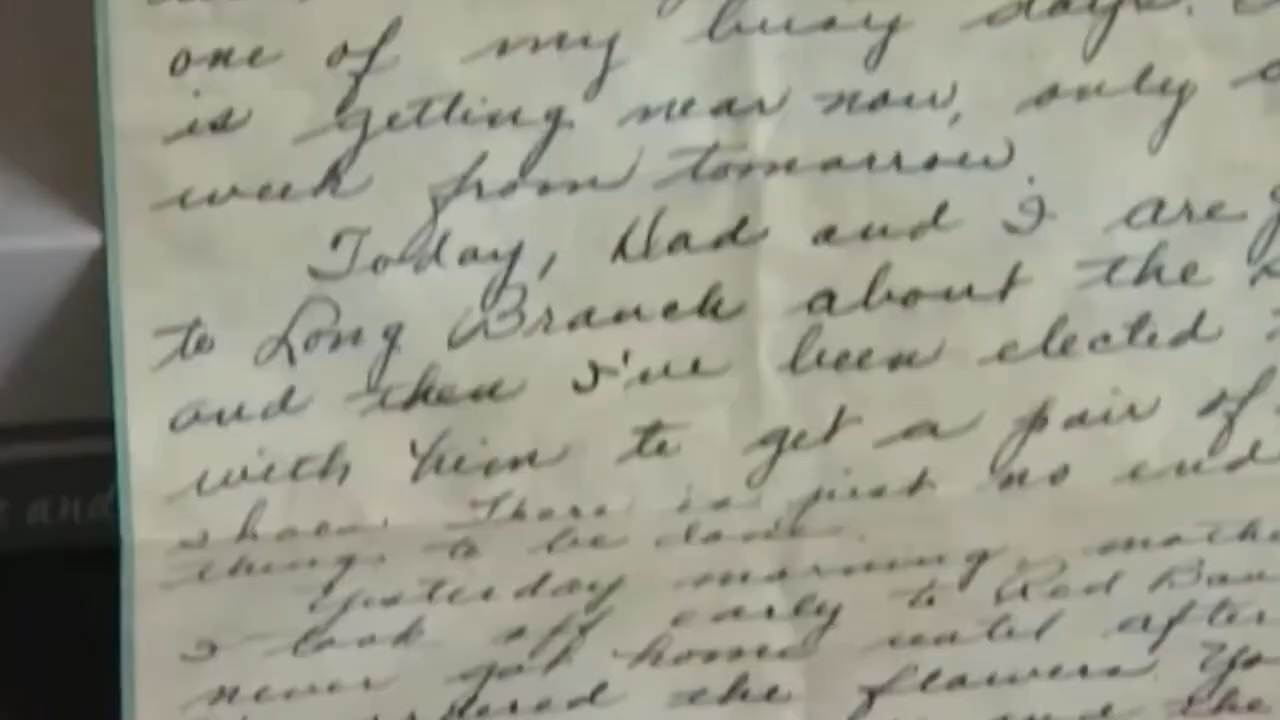 one of my busy days.
is getting near now, only
week from tomorrow.
Today, Dad and I are
to Long Branch about the
and then I've been elected
with him to get a pair of
shoes. There is just no end
things to be done.
Yesterday morning,
I took off early to Red Bank
never got home until after
the flowers.
the
and